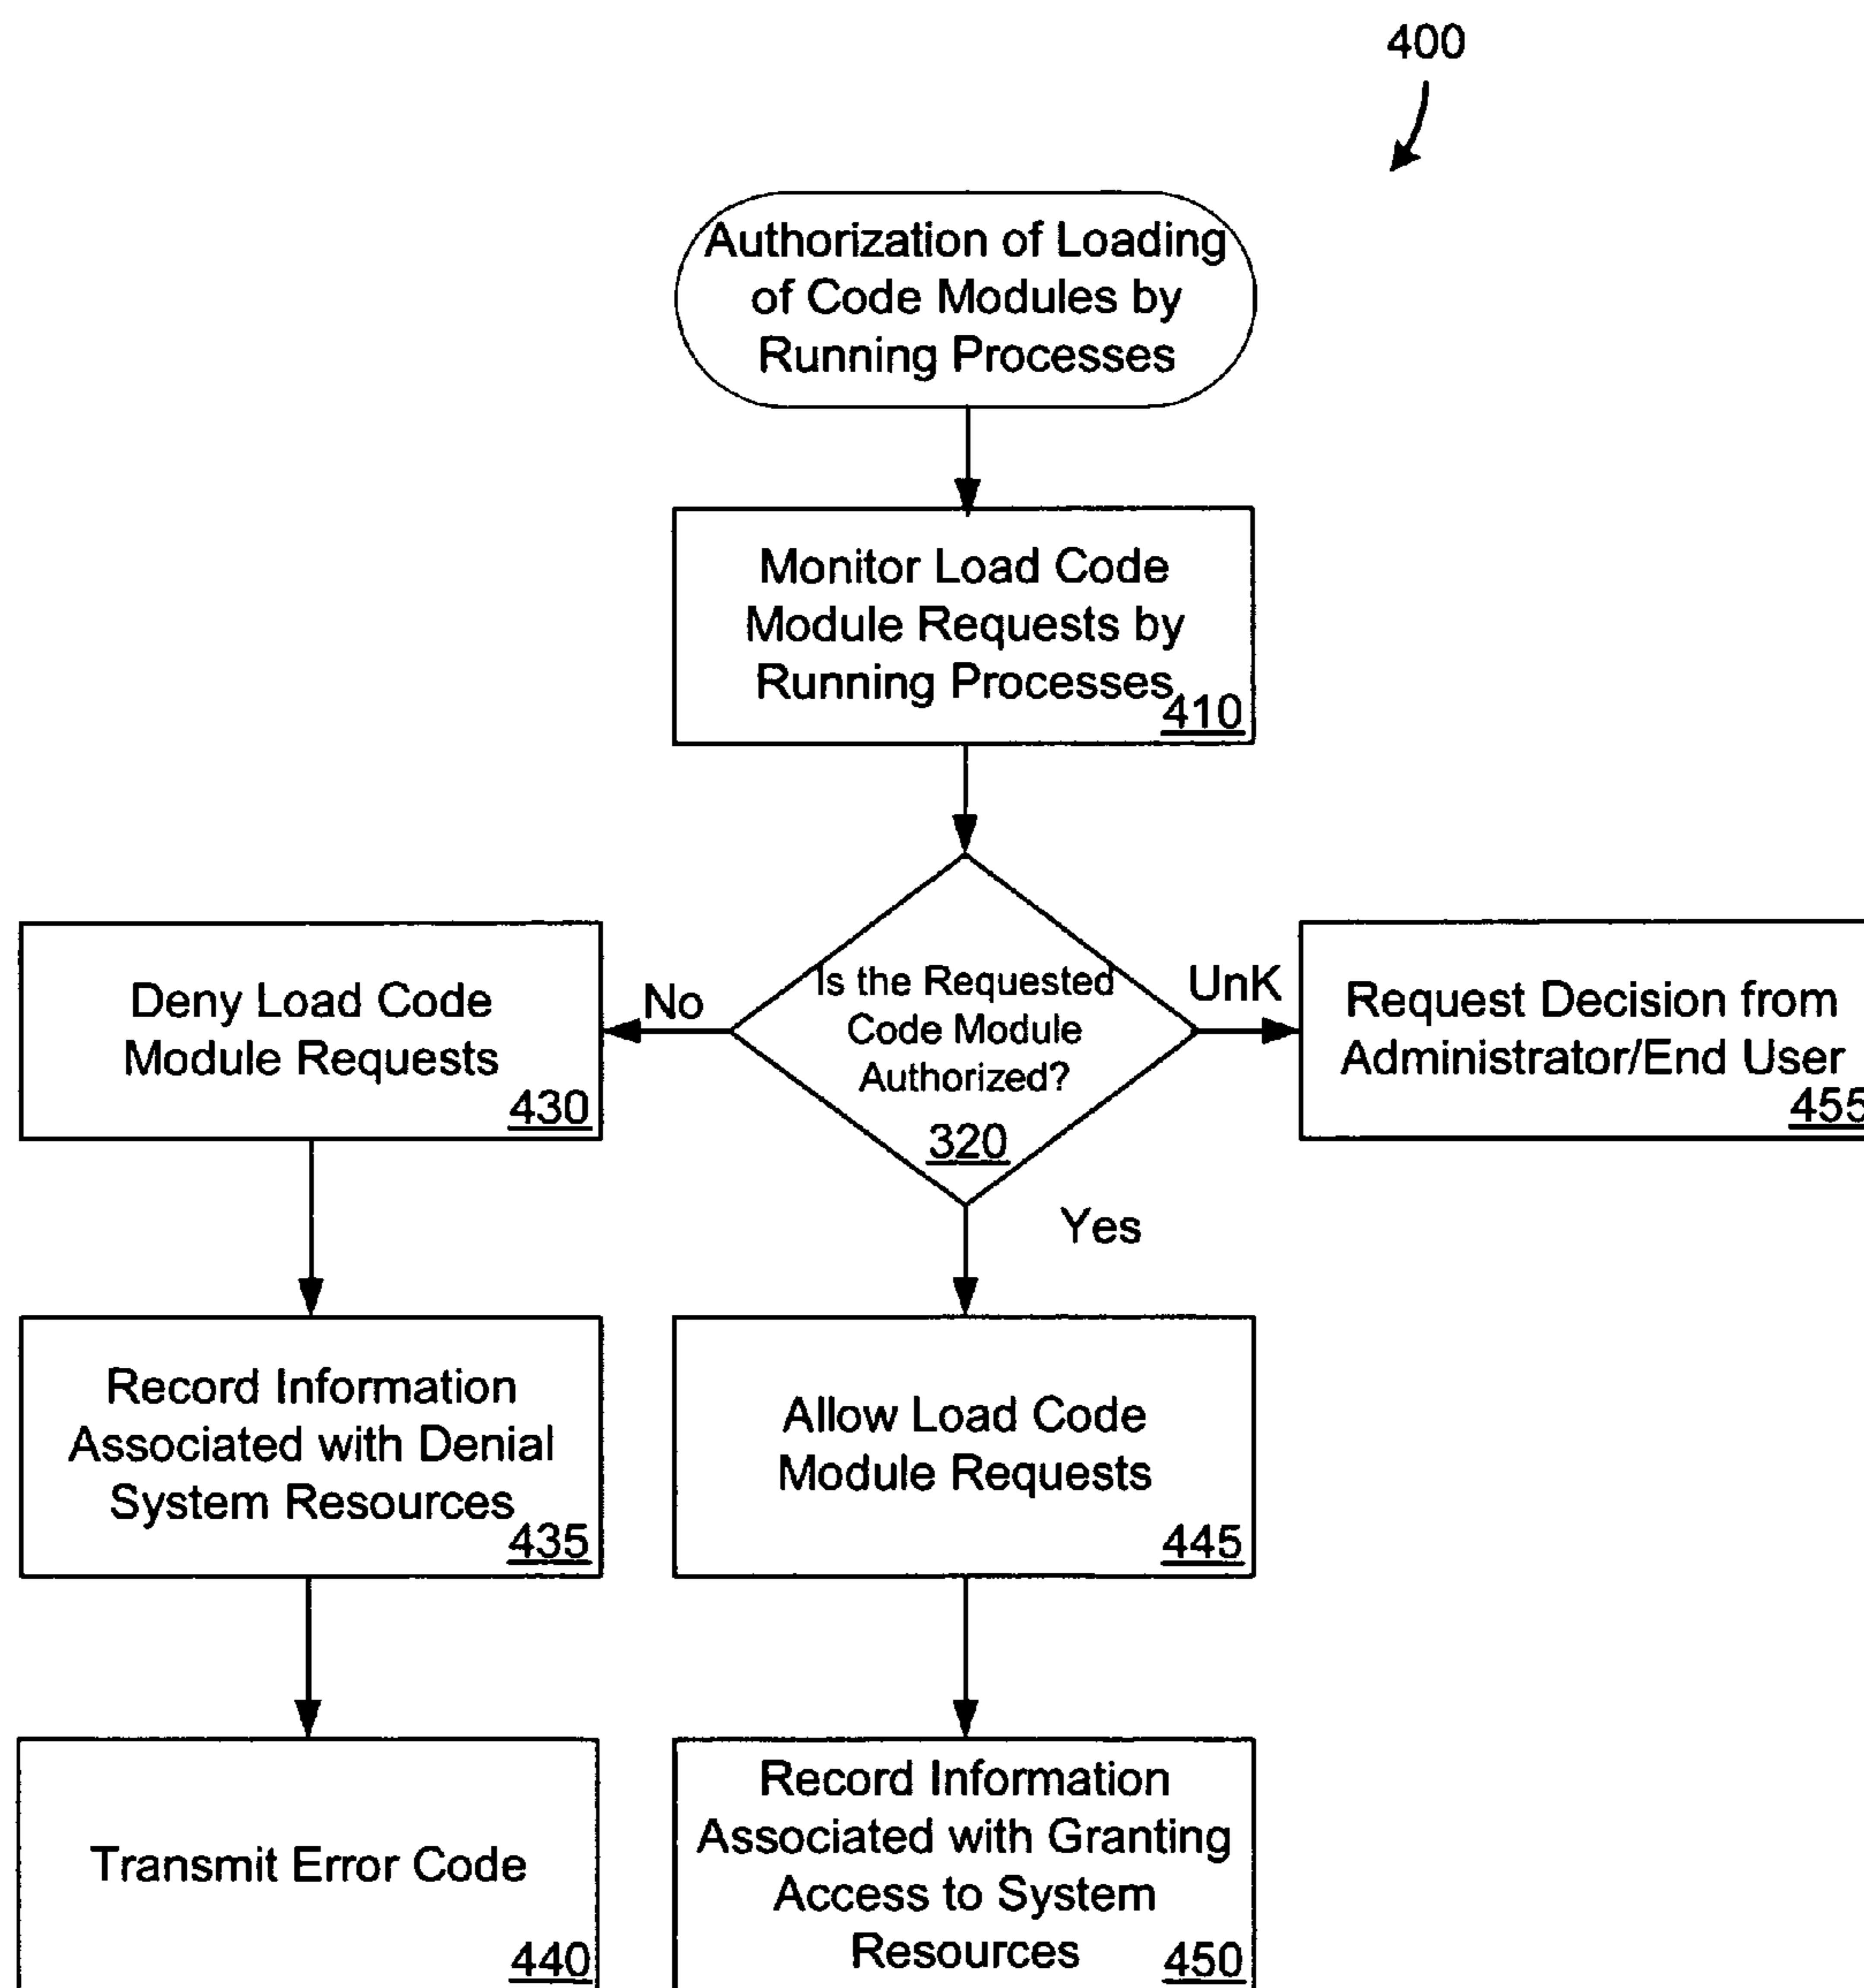 400
Authorization of Loading
of Code Modules by
Running Processes
Monitor Load Code
Module Requests by
Running Processes
410
Is the Requested
Code Module
Authorized?
320
No
UnK
Yes
Deny Load Code
Module Requests
430
Request Decision from
Administrator/End User
455
Record Information
Associated with Denial
System Resources
435
Allow Load Code
Module Requests
445
Transmit Error Code
440
Record Information
Associated with Granting
Access to System
Resources
450